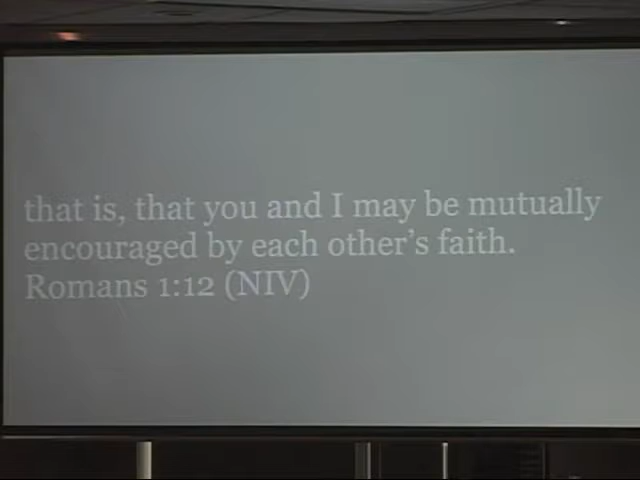 that is, that you and I may be mutually
encouraged by each other’s faith.
Romans 1:12 (NIV)